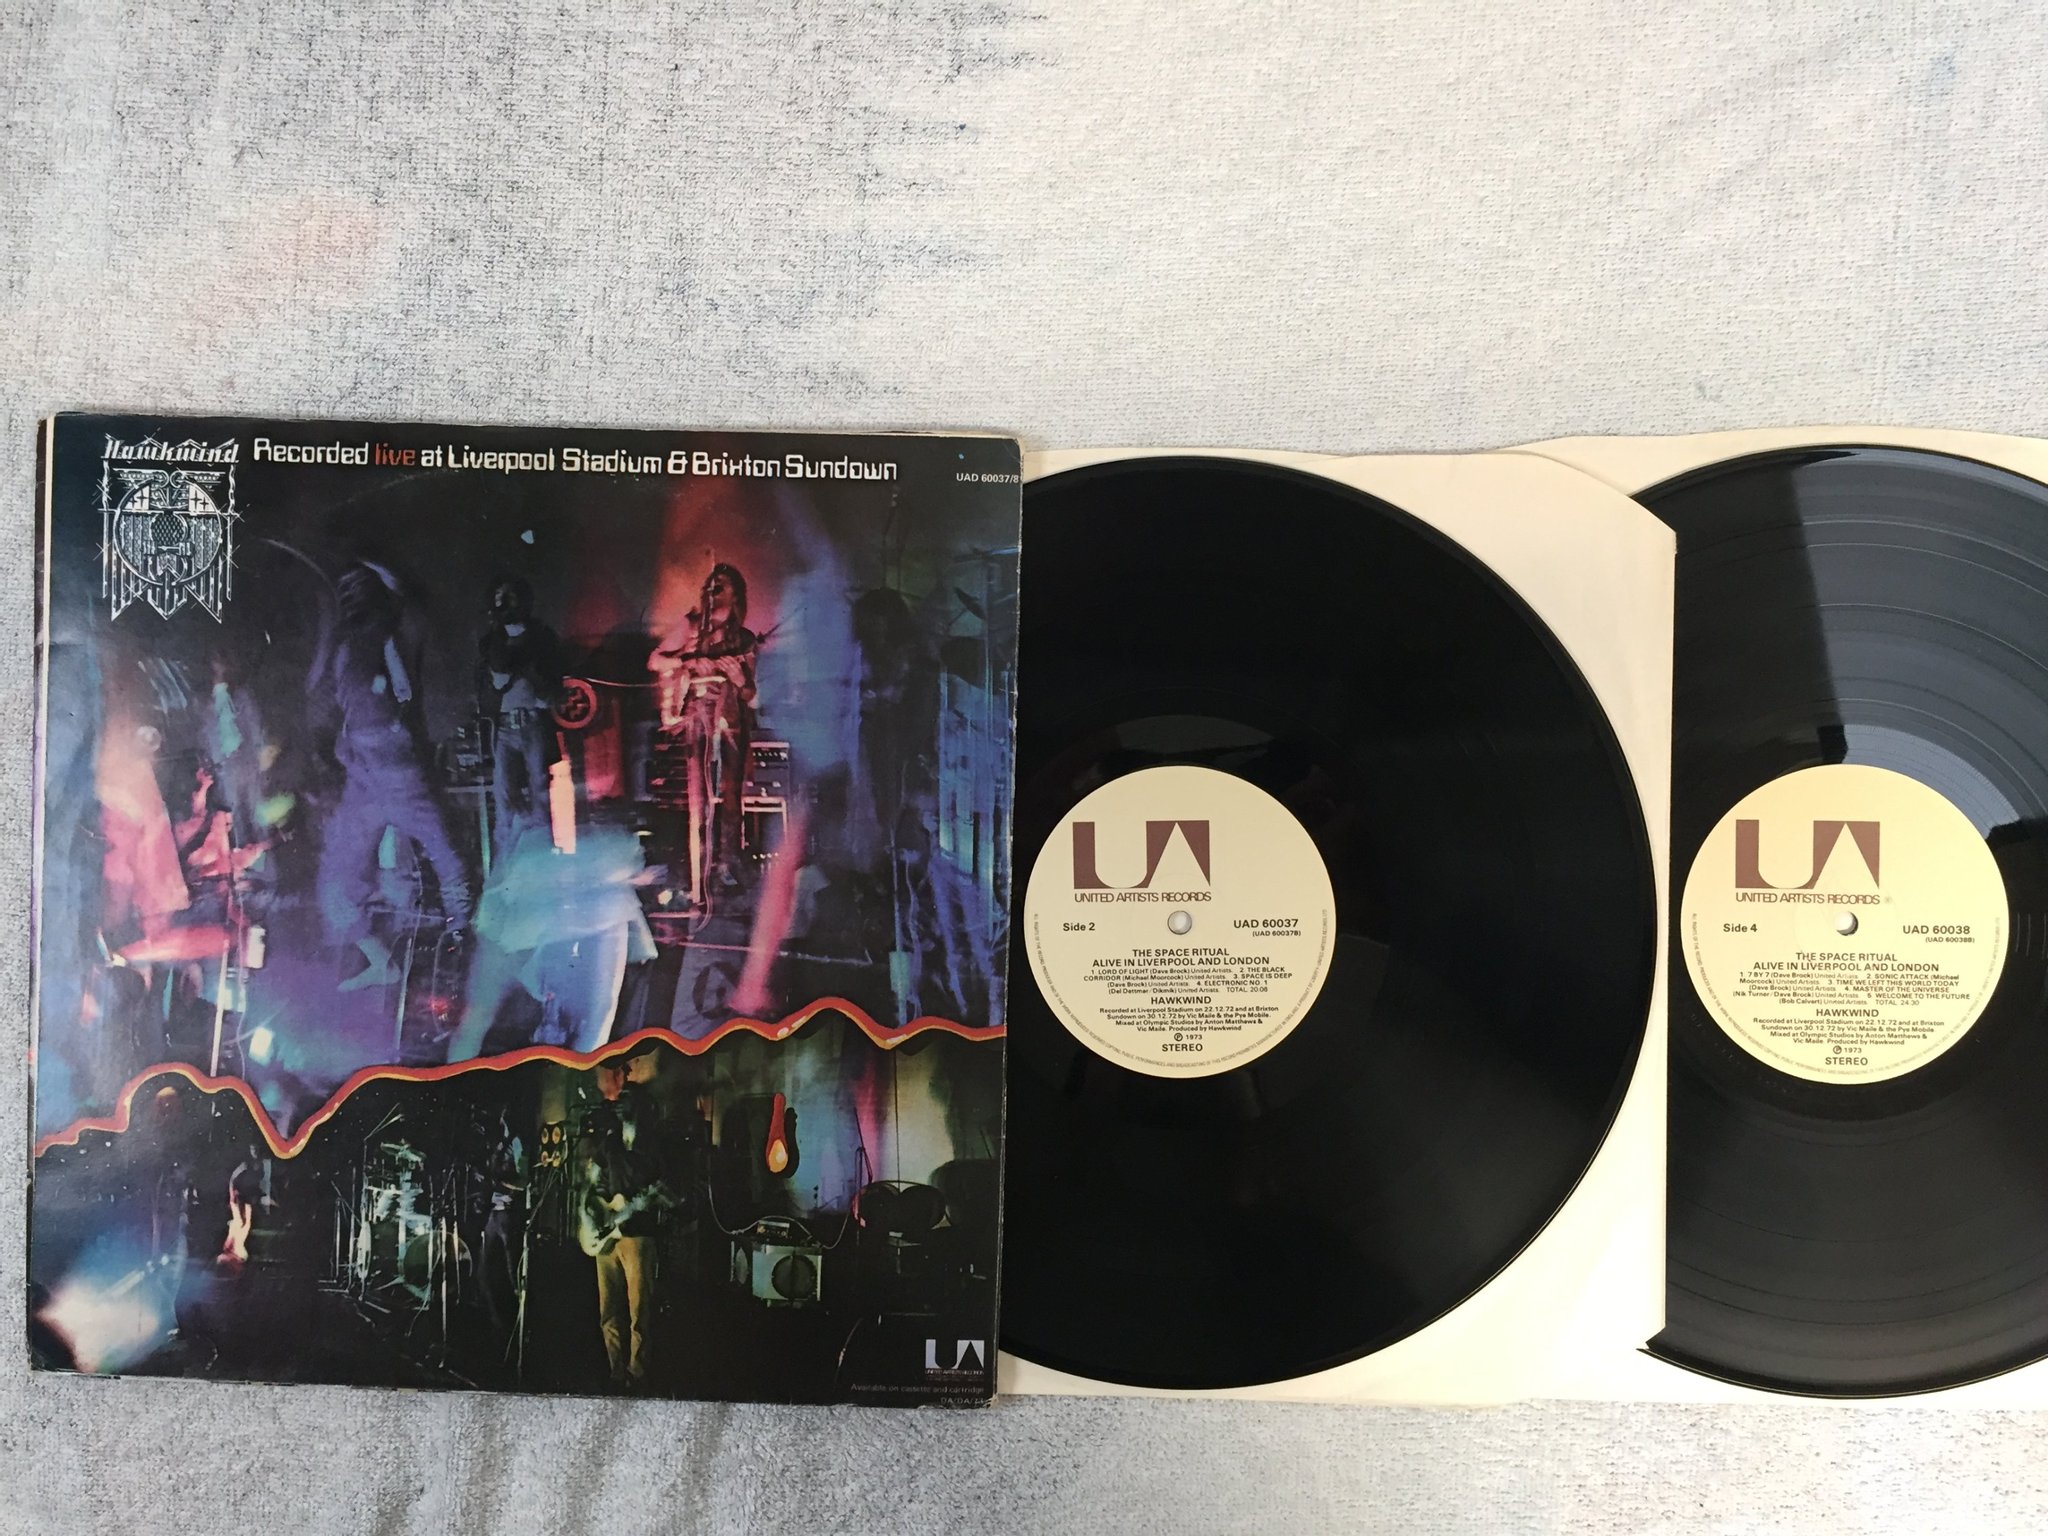 Hawkwind
Recorded live at Liverpool Stadium & Brixton Sundown
UAD 60037/8
UA
UNITED ARTISTS RECORDS
Available on cassette and cartridge
UA
UNITED ARTISTS RECORDS
Side 2
UAD 60037
(UAD 60037B)
THE SPACE RITUAL
ALIVE IN LIVERPOOL AND LONDON
1 LORD OF LIGHT (Dave Brock) United Artists. 2. THE BLACK
CORRIDOR (Michael Moorcock) United Artists. 3. SPACE IS DEEP
(Dave Brock) United Artists. 4. ELECTRONIC NO. 1
(Del Dettmar/Dikmik) United Artists. TOTAL 20:08
HAWKWIND
Recorded at Liverpool Stadium on 22.12.72 and at Brixton
Sundown on 30.12.72 by Vic Maile & the Pye Mobile.
Mixed at Olympic Studios by Anton Matthews &
Vic Maile. Produced by Hawkwind
℗ 1973
STEREO
UA
UNITED ARTISTS RECORDS ®
Side 4
UAD 60038
(UAD 60038B)
THE SPACE RITUAL
ALIVE IN LIVERPOOL AND LONDON
1 7 BY 7 (Dave Brock) United Artists 2 SONIC ATTACK (Michael
Moorcock) United Artists 3. TIME WE LEFT THIS WORLD TODAY
(Dave Brock) United Artists 4. MASTER OF THE UNIVERSE
(Nik Turner/Dave Brock) United Artists 5. WELCOME TO THE FUTURE
(Bob Calvert) United Artists TOTAL 24:30
HAWKWIND
Recorded at Liverpool Stadium on 22.12.72 and at Brixton
Sundown on 30.12.72 by Vic Maile & the Pye Mobile.
Mixed at Olympic Studios by Anton Matthews &
Vic Maile Produced by Hawkwind
℗ 1973
STEREO